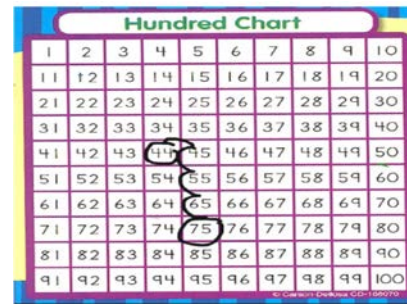 Hundred Chart
1 2 3 4 5 6 7 8 9 10
11 12 13 14 15 16 17 18 19 20
21 22 23 24 25 26 27 28 29 30
31 32 33 34 35 36 37 38 39 40
41 42 43 44 45 46 47 48 49 50
51 52 53 54 55 56 57 58 59 60
61 62 63 64 65 66 67 68 69 70
71 72 73 74 75 76 77 78 79 80
81 82 83 84 85 86 87 88 89 90
91 92 93 94 95 96 97 98 99 100
© Carson-Dellosa CD-168070